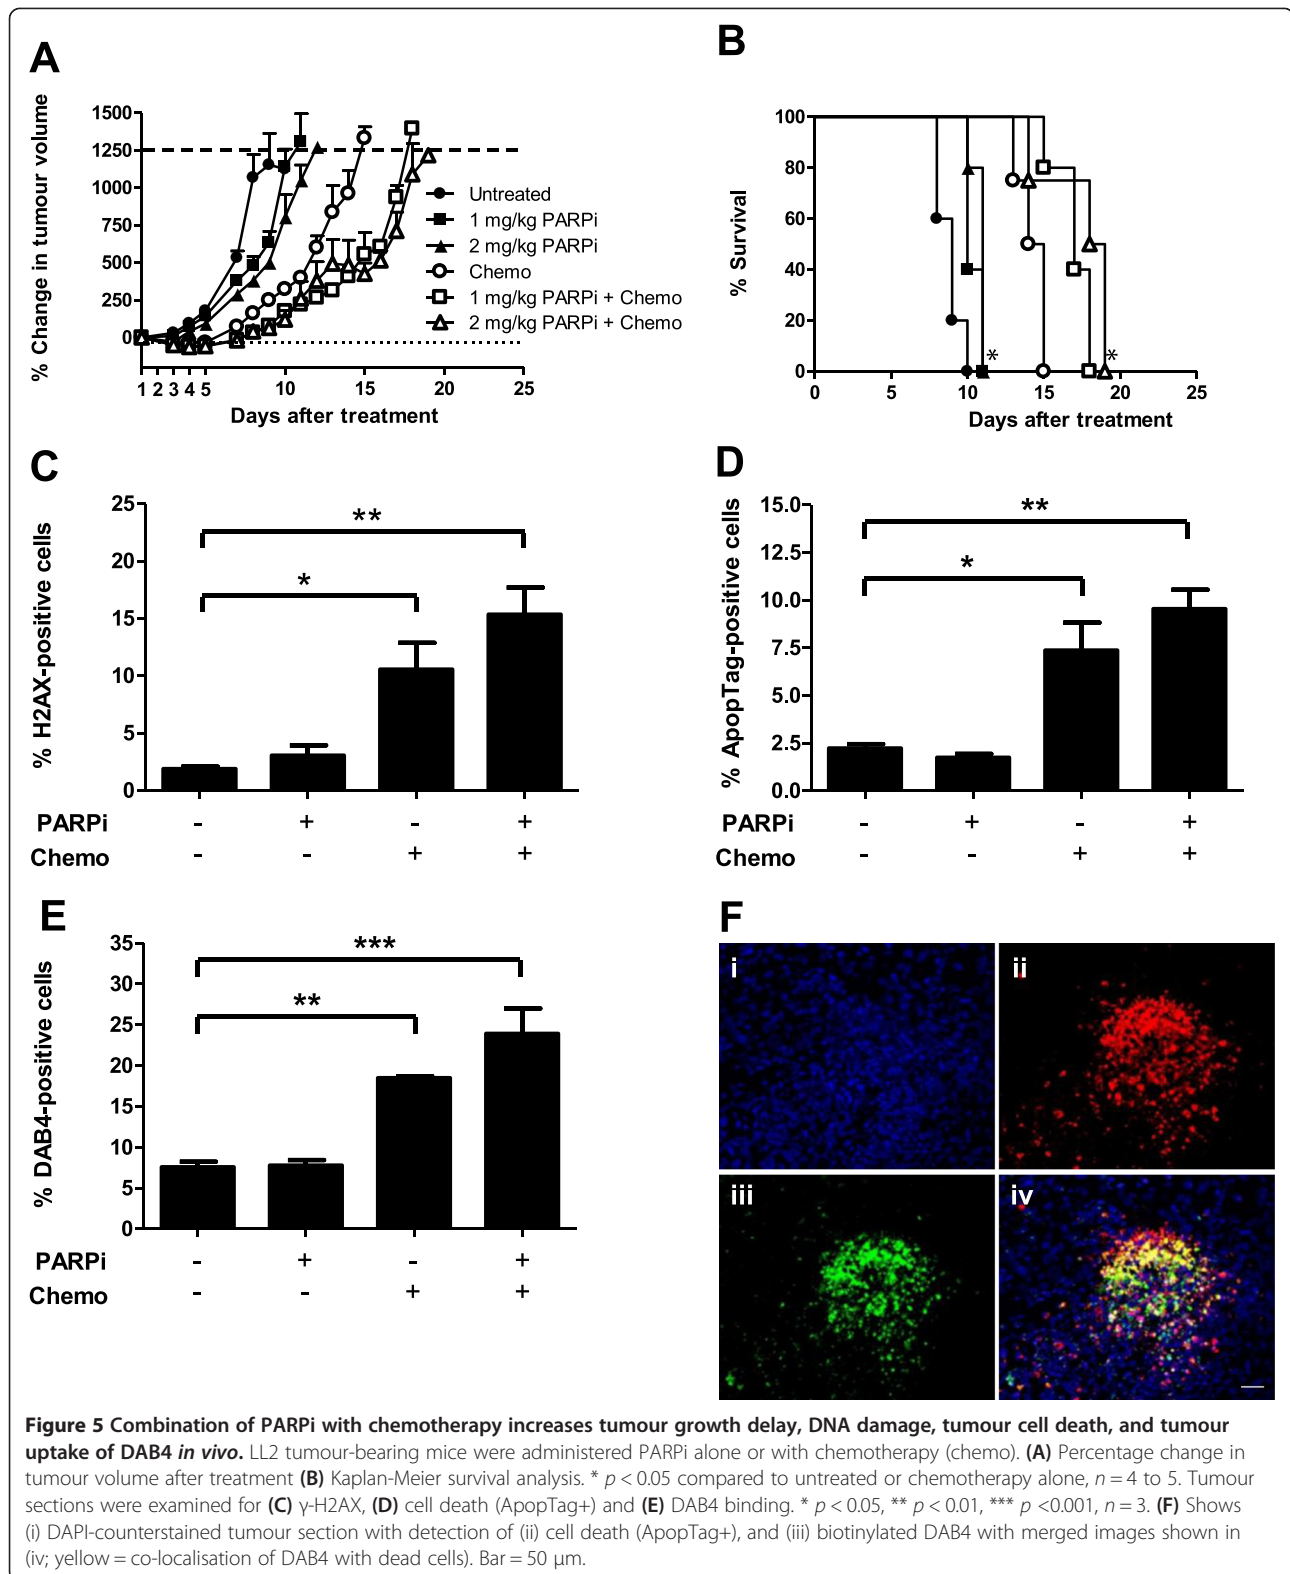 A
% Change in tumour volume
1500
1250
1000
750
500
250
0
1 2 3 4 5 10 15 20 25
Days after treatment
Untreated
1 mg/kg PARPi
2 mg/kg PARPi
Chemo
1 mg/kg PARPi + Chemo
2 mg/kg PARPi + Chemo
B
% Survival
100
80
60
40
20
0
* *
0 5 10 15 20 25
Days after treatment
C
% H2AX-positive cells
25
20
15
10
5
0
**
*
PARPi - + - +
Chemo - - + +
D
% ApopTag-positive cells
15.0
12.5
10.0
7.5
5.0
2.5
0.0
**
*
PARPi - + - +
Chemo - - + +
E
% DAB4-positive cells
35
30
25
20
15
10
5
0
***
**
PARPi - + - +
Chemo - - + +
F
i
ii
iii
iv
Figure 5 Combination of PARPi with chemotherapy increases tumour growth delay, DNA damage, tumour cell death, and tumour
uptake of DAB4 in vivo. LL2 tumour-bearing mice were administered PARPi alone or with chemotherapy (chemo). (A) Percentage change in
tumour volume after treatment (B) Kaplan-Meier survival analysis. * p < 0.05 compared to untreated or chemotherapy alone, n = 4 to 5. Tumour
sections were examined for (C) γ-H2AX, (D) cell death (ApopTag+) and (E) DAB4 binding. * p < 0.05, ** p < 0.01, *** p <0.001, n = 3. (F) Shows
(i) DAPI-counterstained tumour section with detection of (ii) cell death (ApopTag+), and (iii) biotinylated DAB4 with merged images shown in
(iv; yellow = co-localisation of DAB4 with dead cells). Bar = 50 μm.